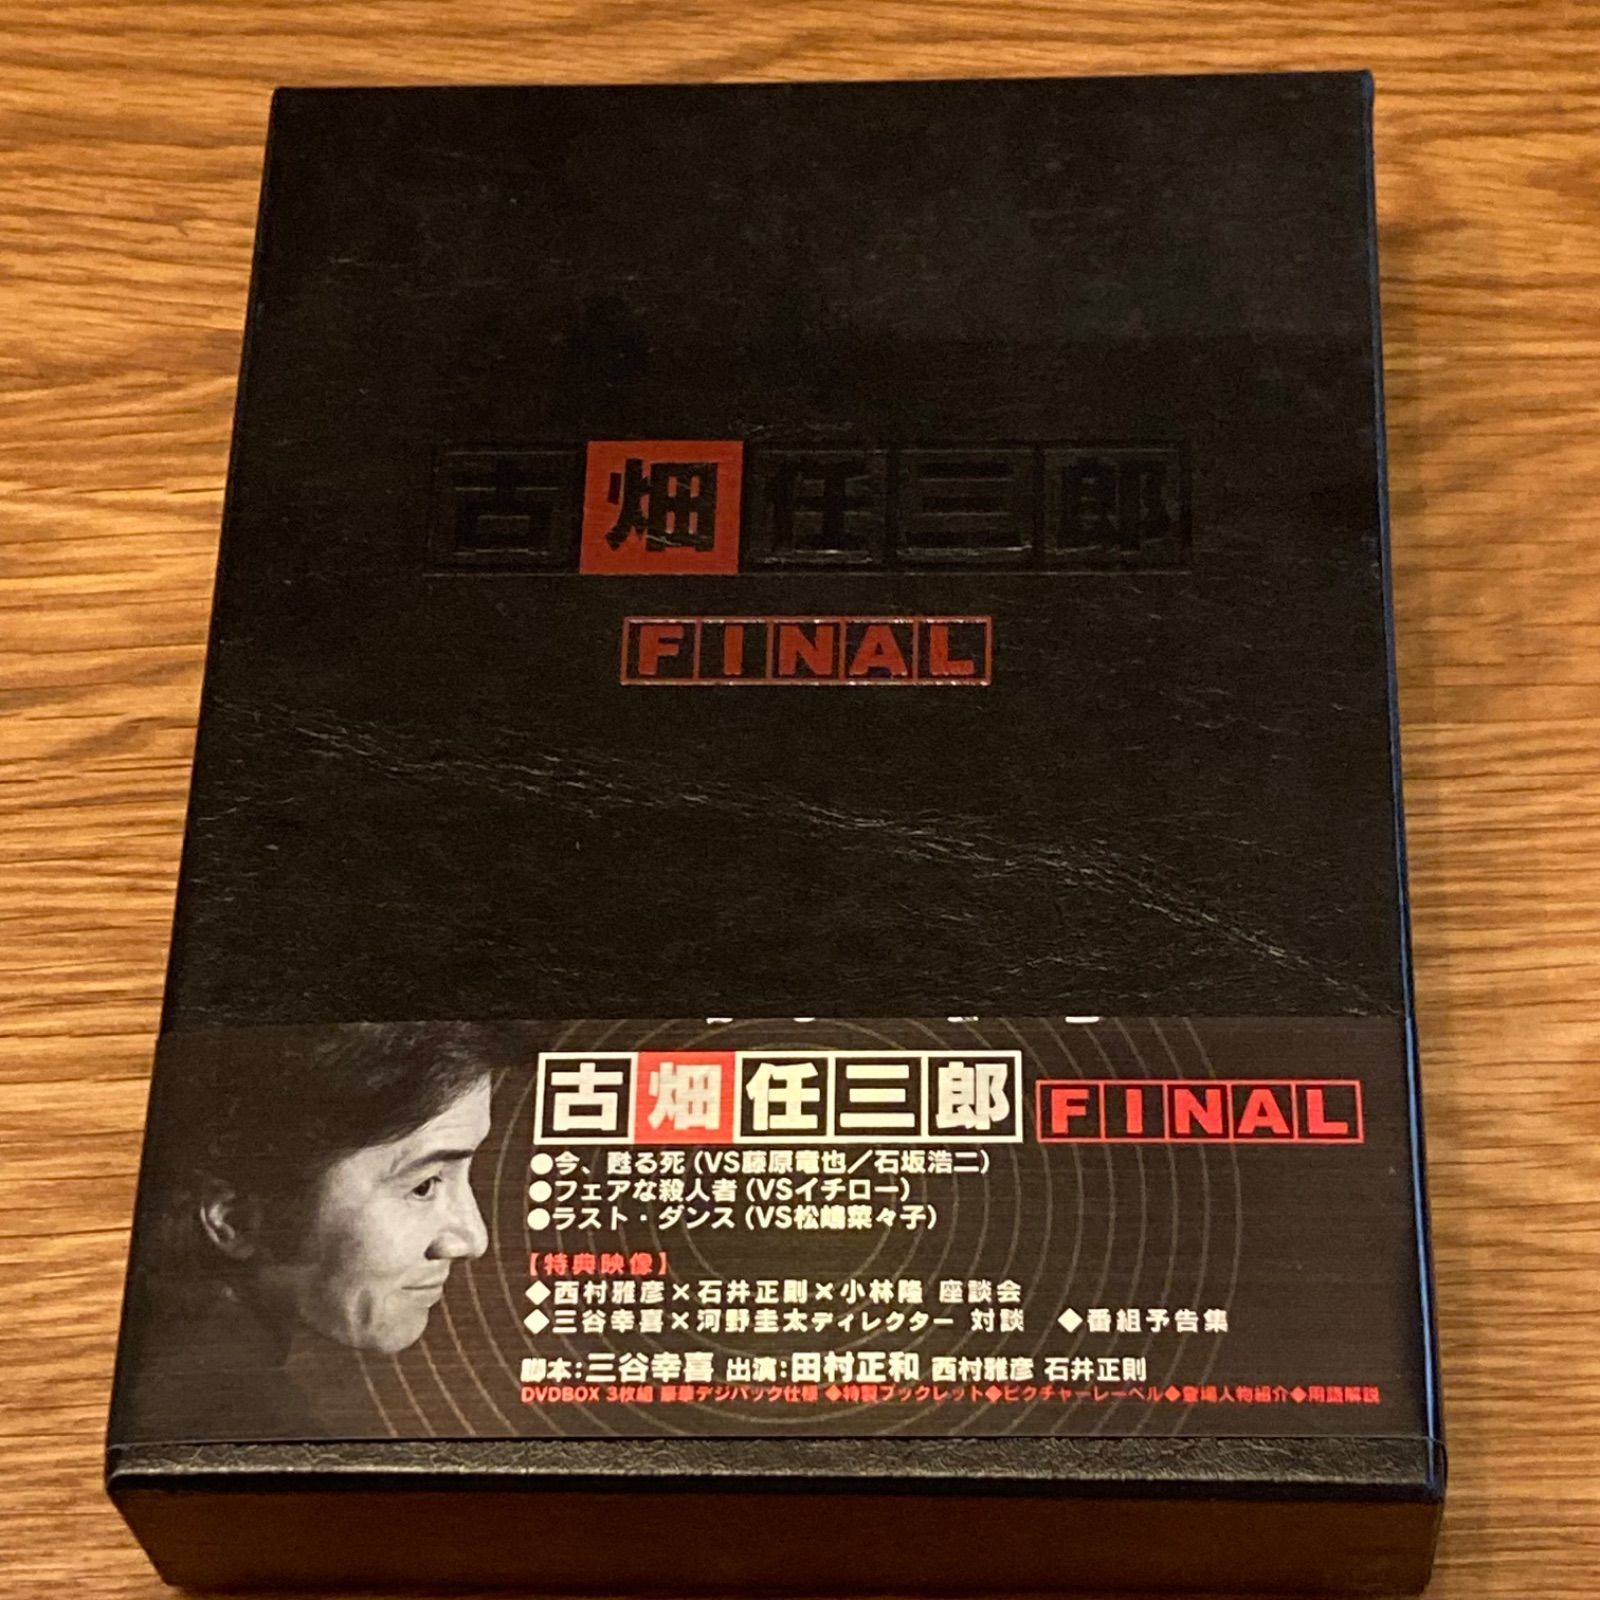 古畑任三郎
FINAL
古畑任三郎 FINAL
●今、甦る死（VS藤原竜也／石坂浩二）
●フェアな殺人者（VSイチロー）
●ラスト・ダンス（VS松嶋菜々子）
【特典映像】
◆西村雅彦×石井正則×小林隆 座談会
◆三谷幸喜×河野圭太ディレクター 対談 ◆番組予告集
脚本：三谷幸喜 出演：田村正和 西村雅彦 石井正則
DVDBOX 3枚組 豪華デジパック仕様 ◆特製ブックレット◆ピクチャーレーベル◆登場人物紹介◆用語解説